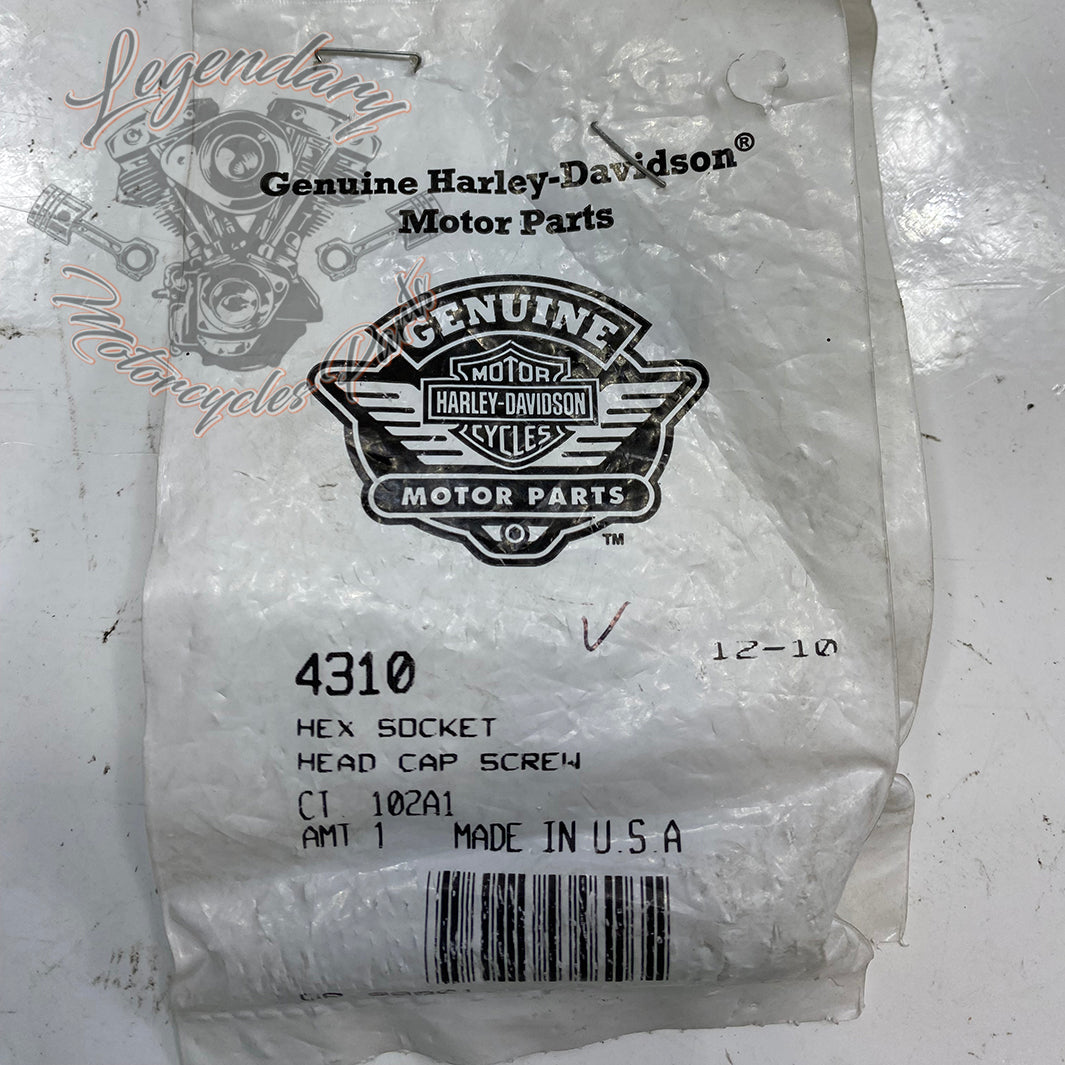 Legendary
Motorcycles Parts
Genuine Harley-Davidson®
Motor Parts
GENUINE
MOTOR
HARLEY-DAVIDSON
CYCLES
MOTOR PARTS
TM
12-10
4310
HEX SOCKET
HEAD CAP SCREW
CT 102A1
AMT 1 MADE IN U.S.A